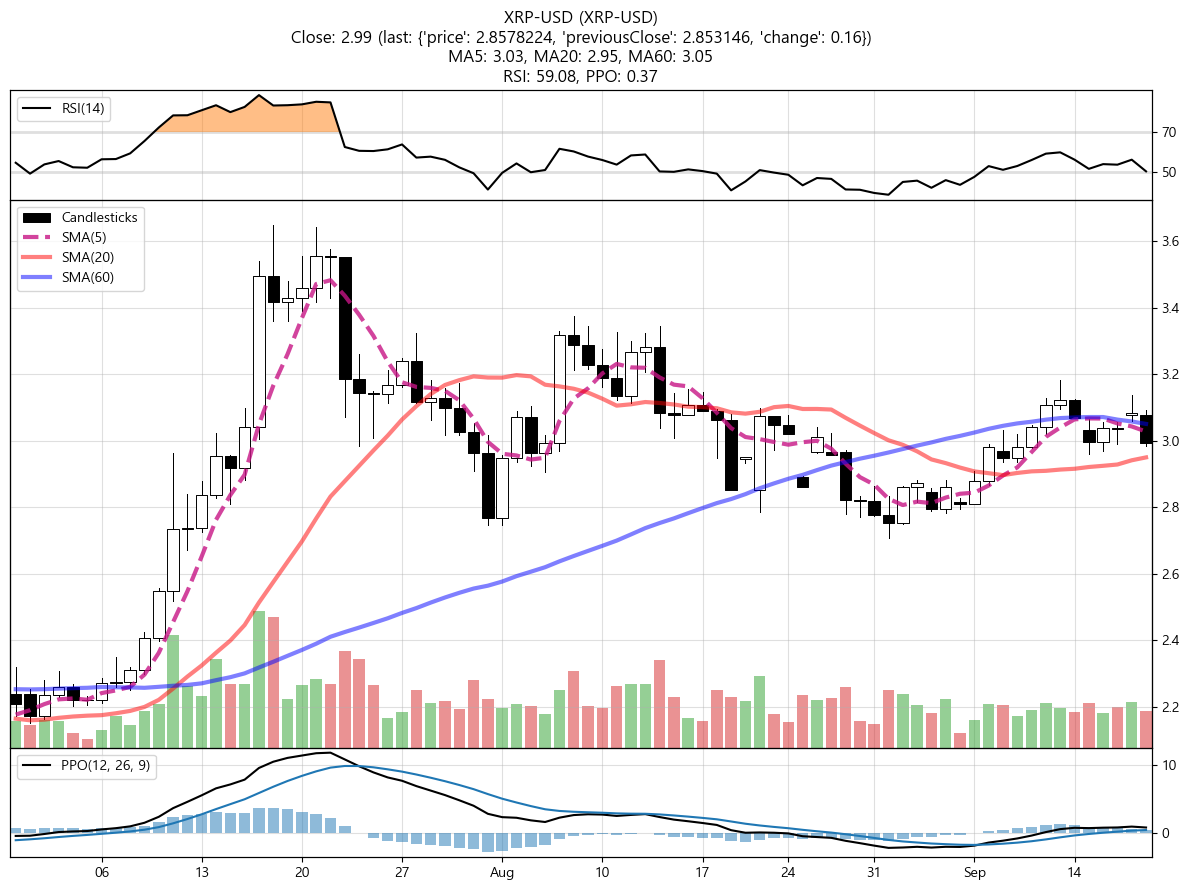 XRP-USD (XRP-USD)
Close: 2.99 (last: {'price': 2.8578224, 'previousClose': 2.853146, 'change': 0.16})
MA5: 3.03, MA20: 2.95, MA60: 3.05
RSI: 59.08, PPO: 0.37
RSI(14)
70
50
Candlesticks
SMA(5)
SMA(20)
SMA(60)
3.6
3.4
3.2
3.0
2.8
2.6
2.4
2.2
PPO(12, 26, 9)
10
0
06 13 20 27 Aug 10 17 24 31 Sep 14